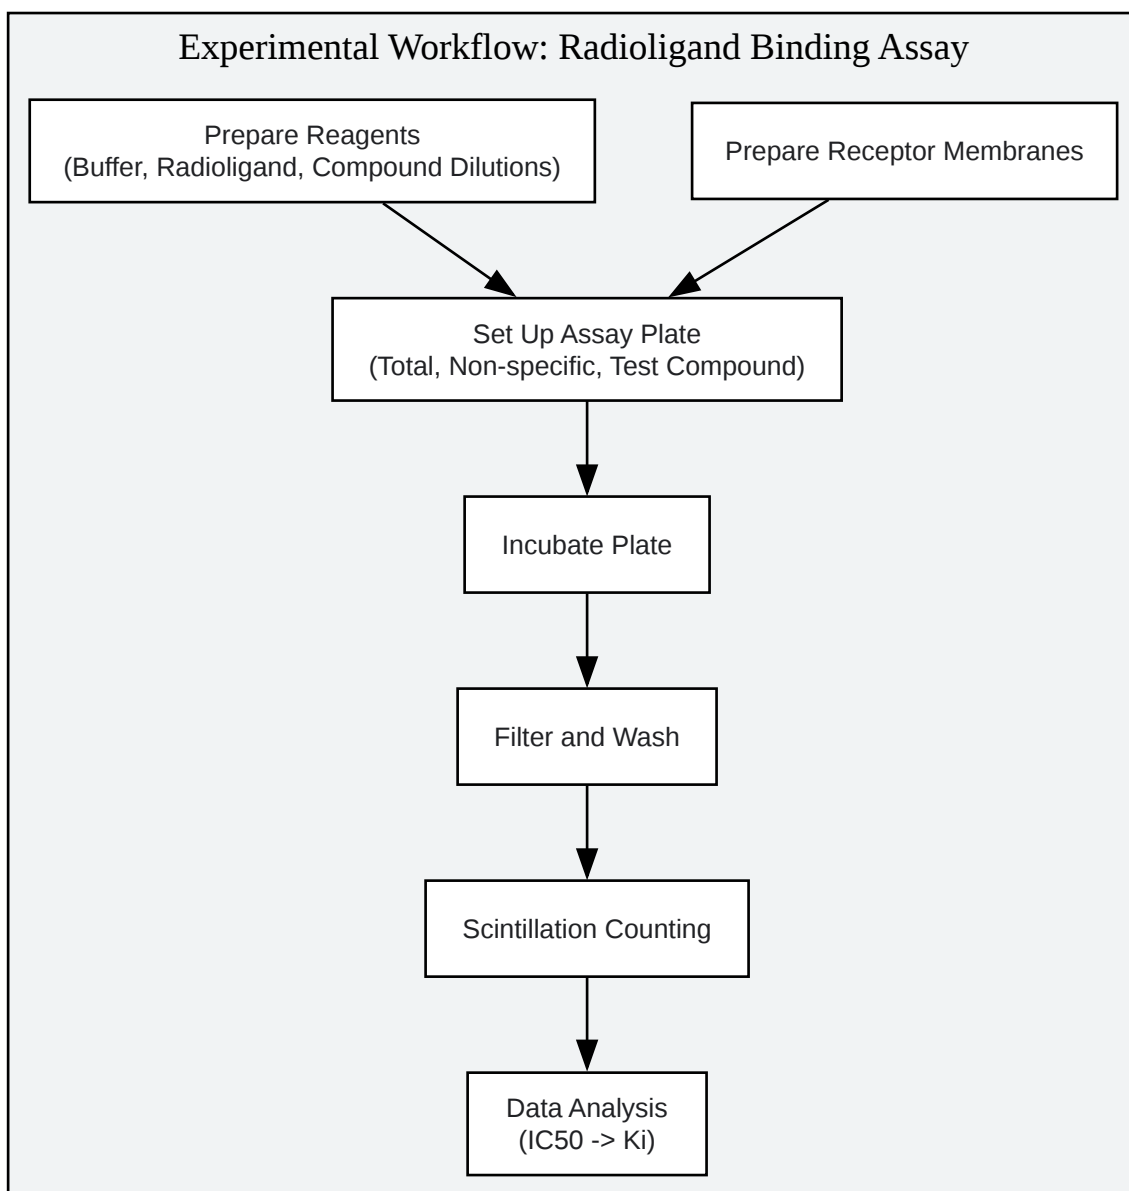 Experimental Workflow: Radioligand Binding Assay
Prepare Reagents
(Buffer, Radioligand, Compound Dilutions)
Prepare Receptor Membranes
Set Up Assay Plate
(Total, Non-specific, Test Compound)
Incubate Plate
Filter and Wash
Scintillation Counting
Data Analysis
(IC50 -> Ki)